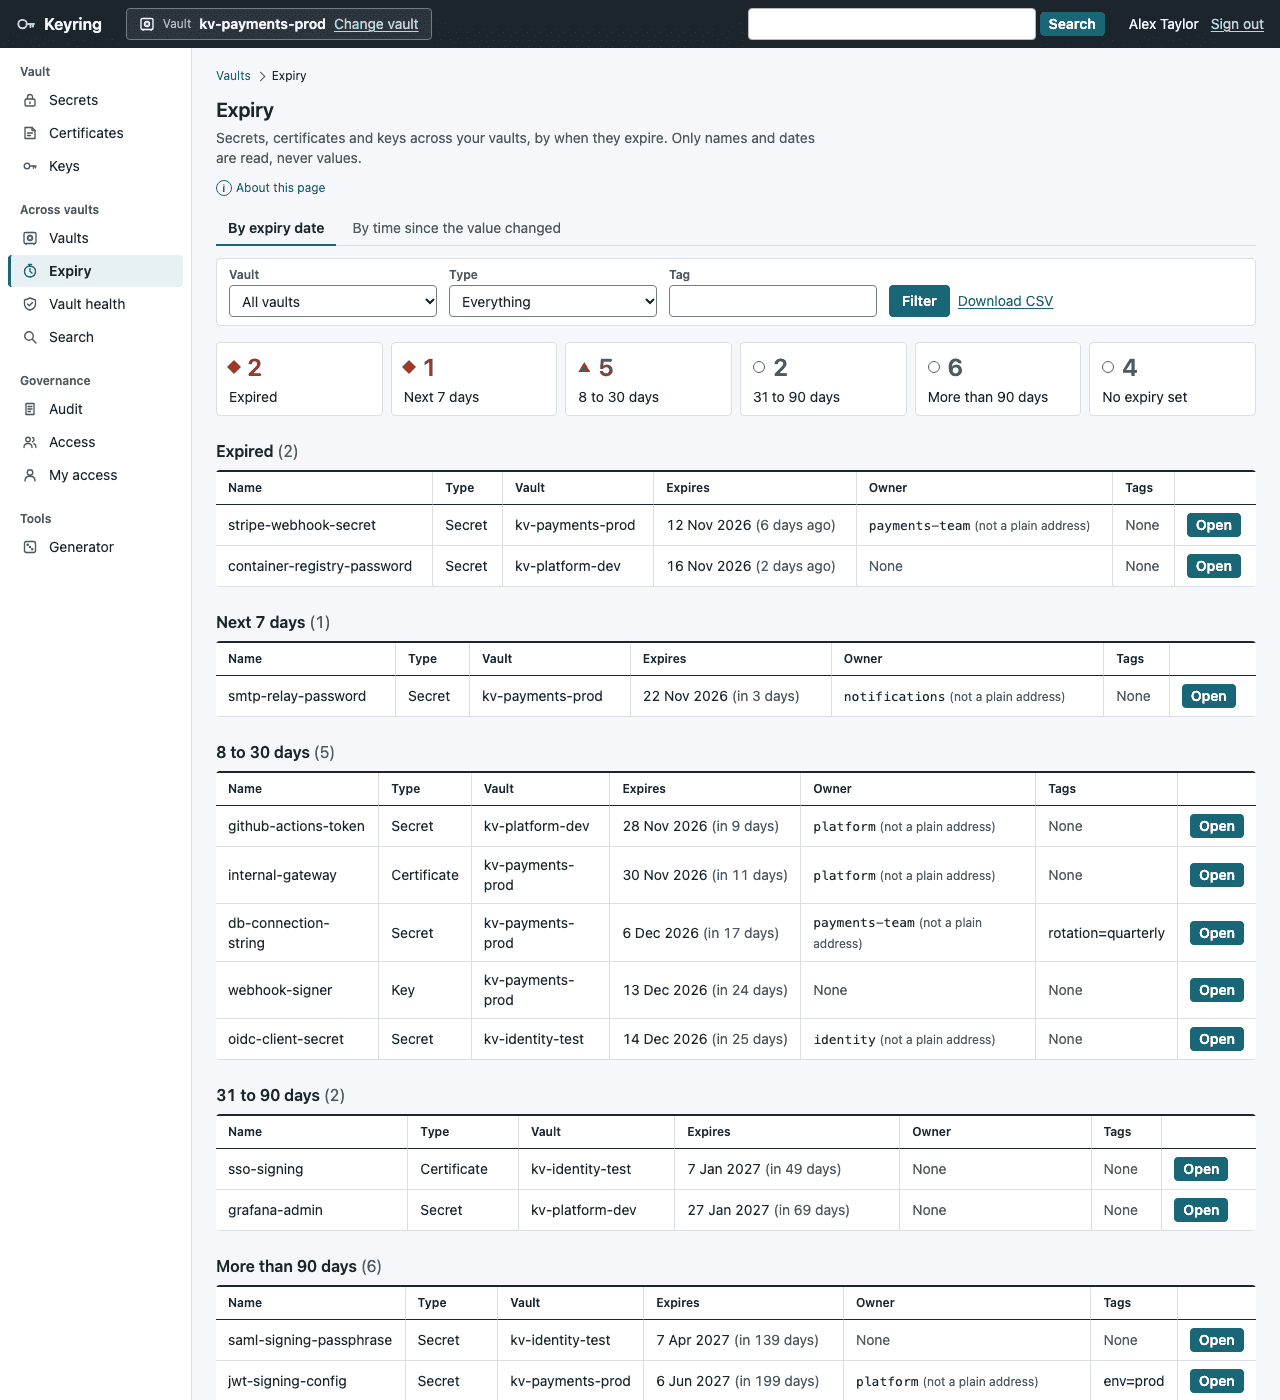 Keyring
Vault kv-payments-prod Change vault
Search
Alex Taylor Sign out
Vault
Secrets
Certificates
Keys
Across vaults
Vaults
Expiry
Vault health
Search
Governance
Audit
Access
My access
Tools
Generator
Vaults Expiry
Expiry
Secrets, certificates and keys across your vaults, by when they expire. Only names and dates
are read, never values.
About this page
By expiry date By time since the value changed
Vault Type Tag
All vaults Everything Filter Download CSV
2 1 5 2 6 4
Expired Next 7 days 8 to 30 days 31 to 90 days More than 90 days No expiry set
Expired (2)
Name Type Vault Expires Owner Tags
stripe-webhook-secret Secret kv-payments-prod 12 Nov 2026 (6 days ago) payments-team (not a plain address) None Open
container-registry-password Secret kv-platform-dev 16 Nov 2026 (2 days ago) None None Open
Next 7 days (1)
Name Type Vault Expires Owner Tags
smtp-relay-password Secret kv-payments-prod 22 Nov 2026 (in 3 days) notifications (not a plain address) None Open
8 to 30 days (5)
Name Type Vault Expires Owner Tags
github-actions-token Secret kv-platform-dev 28 Nov 2026 (in 9 days) platform (not a plain address) None Open
internal-gateway Certificate kv-payments-
prod 30 Nov 2026 (in 11 days) platform (not a plain address) None Open
db-connection-
string Secret kv-payments-
prod 6 Dec 2026 (in 17 days) payments-team (not a plain
address) rotation=quarterly Open
webhook-signer Key kv-payments-
prod 13 Dec 2026 (in 24 days) None None Open
oidc-client-secret Secret kv-identity-test 14 Dec 2026 (in 25 days) identity (not a plain address) None Open
31 to 90 days (2)
Name Type Vault Expires Owner Tags
sso-signing Certificate kv-identity-test 7 Jan 2027 (in 49 days) None None Open
grafana-admin Secret kv-platform-dev 27 Jan 2027 (in 69 days) None None Open
More than 90 days (6)
Name Type Vault Expires Owner Tags
saml-signing-passphrase Secret kv-identity-test 7 Apr 2027 (in 139 days) None None Open
jwt-signing-config Secret kv-payments-prod 6 Jun 2027 (in 199 days) platform (not a plain address) env=prod Open